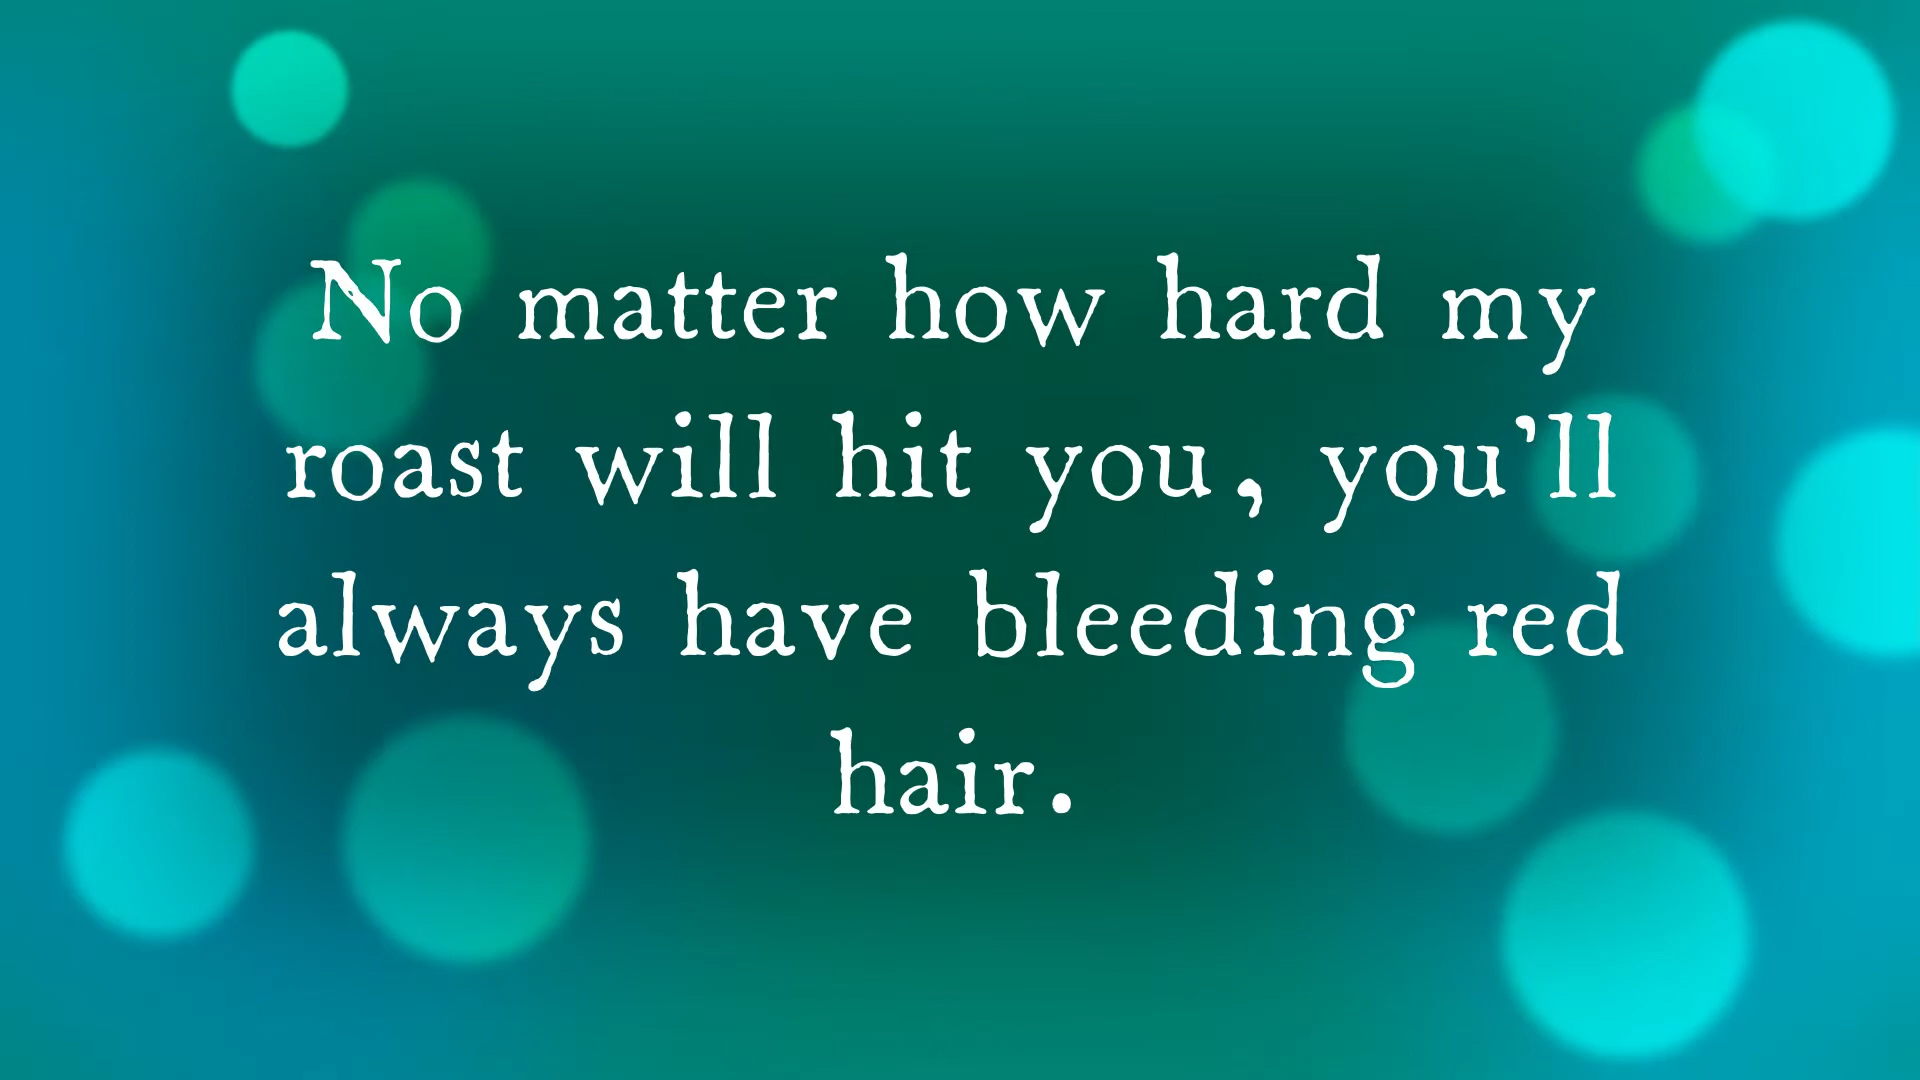 No matter how hard my
roast will hit you, you’ll
always have bleeding red
hair.